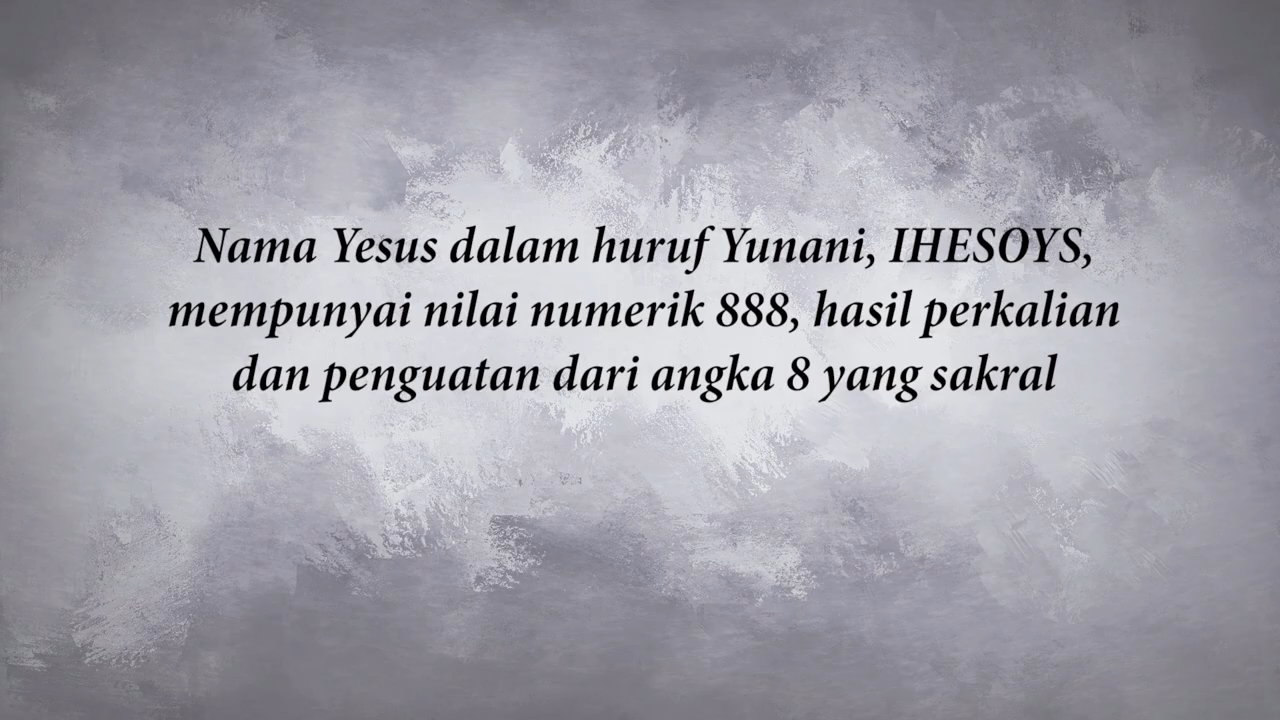 Nama Yesus dalam huruf Yunani, IHESOYS,
mempunyai nilai numerik 888, hasil perkalian
dan penguatan dari angka 8 yang sakral